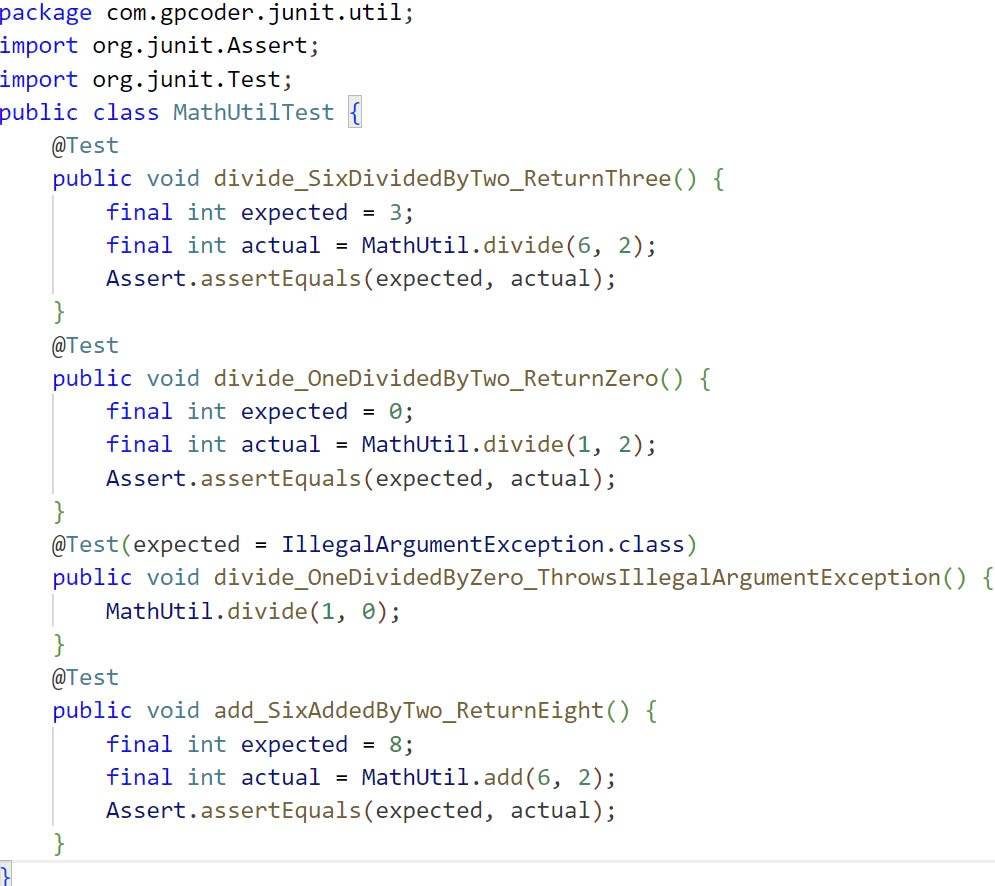 package com.gpcoder.junit.util;
import org.junit.Assert;
import org.junit.Test;
public class MathUtilTest {
    @Test
    public void divide_SixDividedByTwo_ReturnThree() {
        final int expected = 3;
        final int actual = MathUtil.divide(6, 2);
        Assert.assertEquals(expected, actual);
    }
    @Test
    public void divide_OneDividedByTwo_ReturnZero() {
        final int expected = 0;
        final int actual = MathUtil.divide(1, 2);
        Assert.assertEquals(expected, actual);
    }
    @Test(expected = IllegalArgumentException.class)
    public void divide_OneDividedByZero_ThrowsIllegalArgumentException() {
        MathUtil.divide(1, 0);
    }
    @Test
    public void add_SixAddedByTwo_ReturnEight() {
        final int expected = 8;
        final int actual = MathUtil.add(6, 2);
        Assert.assertEquals(expected, actual);
    }
}